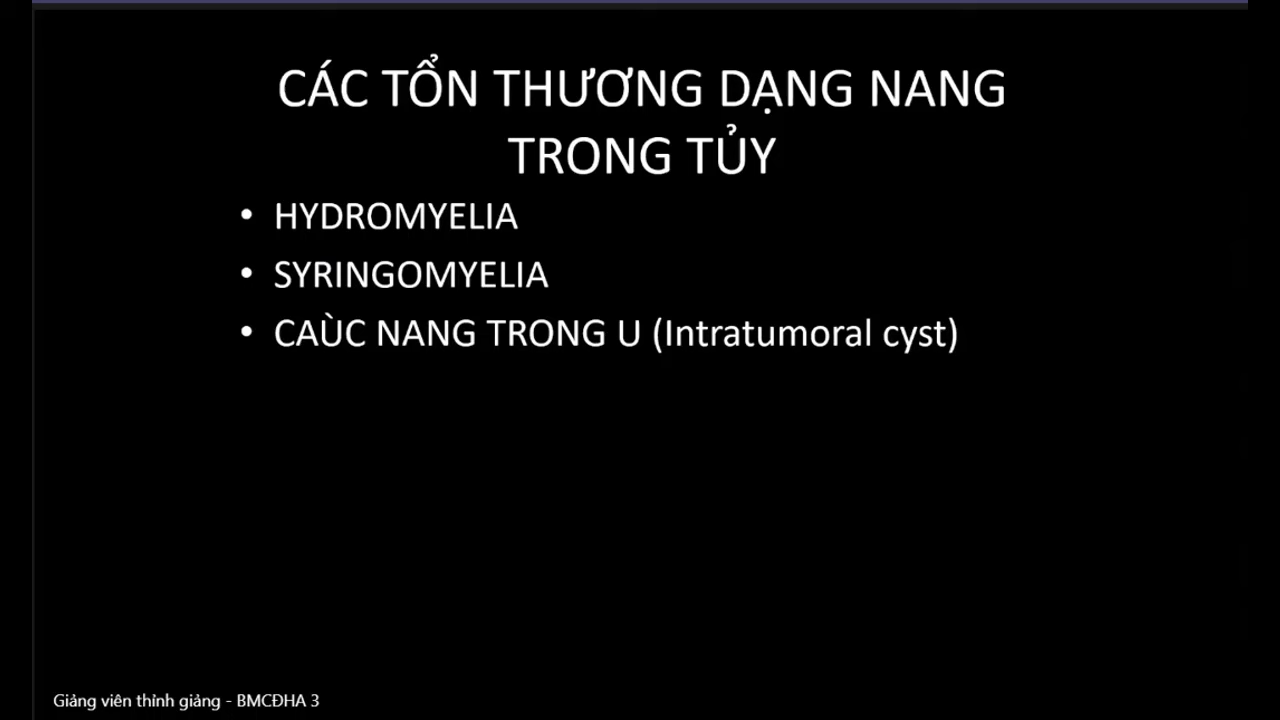 CÁC TỔN THƯƠNG DẠNG NANG
TRONG TỦY
• HYDROMYELIA
• SYRINGOMYELIA
• CAÙC NANG TRONG U (Intratumoral cyst)
Giảng viên thỉnh giảng - BMCĐHA 3